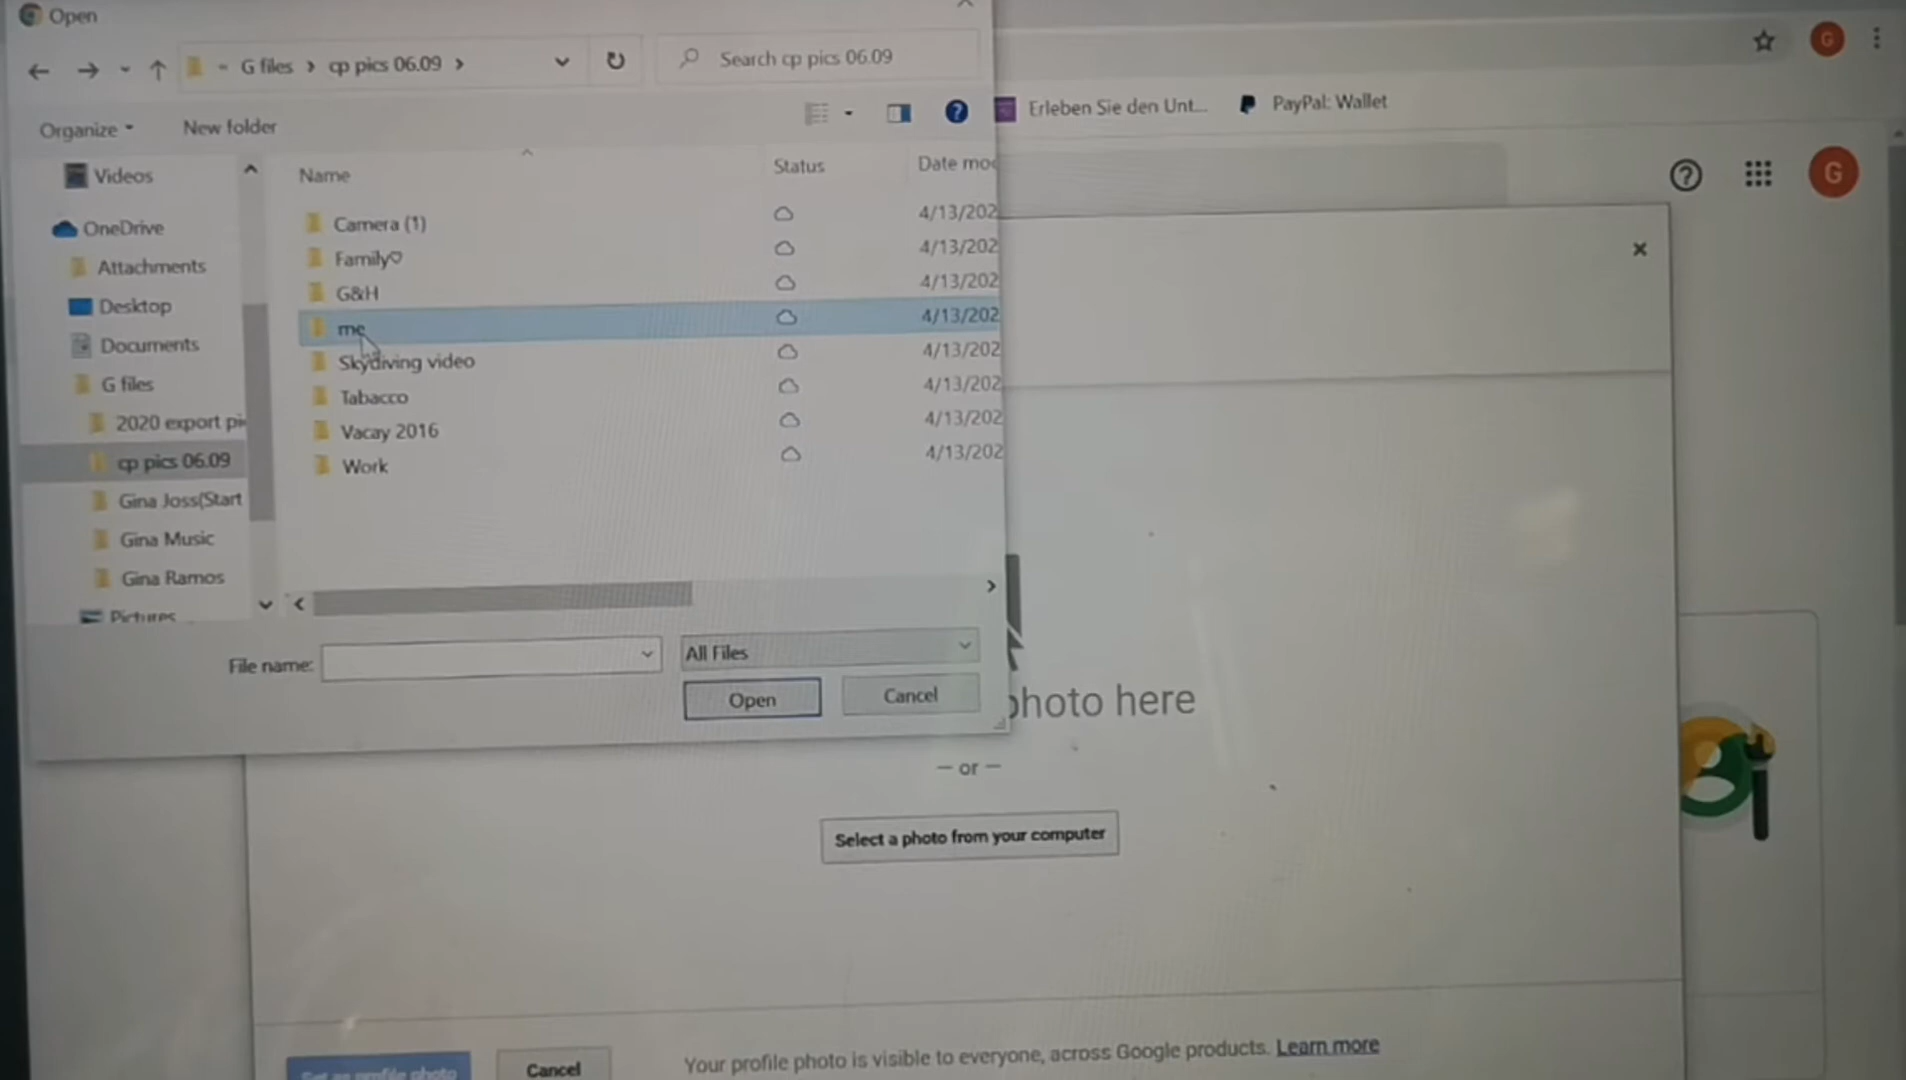 Open
G files › cp pics 06.09 ›
Search cp pics 06.09
G
Organize
New folder
?
Erleben Sie den Unt...
PayPal: Wallet
Name
Status
Date mo
?
G
Videos
OneDrive
Attachments
Desktop
Documents
G files
2020 export pi
cp pics 06.09
Gina Joss(Start
Gina Music
Gina Ramos
Pictures
Camera (1)
4/13/202
Family♡
4/13/202
G&H
4/13/202
me
4/13/202
Skydiving video
4/13/202
Tabacco
4/13/202
Vacay 2016
4/13/202
Work
4/13/202
File name:
All Files
Open
Cancel
photo here
— or —
Select a photo from your computer
Set as profile photo
Cancel
Your profile photo is visible to everyone, across Google products. Learn more